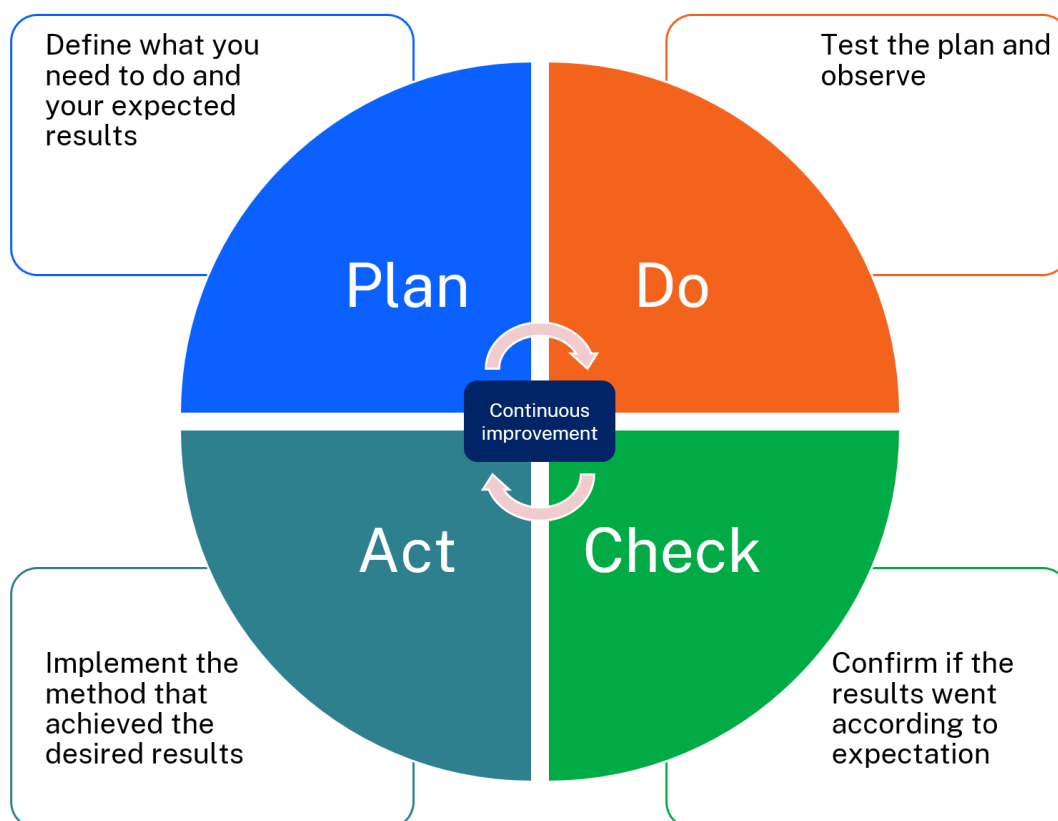 Define what you
need to do and
your expected
results
Test the plan and
observe
Plan
Do
Continuous
improvement
Act
Check
Implement the
method that
achieved the
desired results
Confirm if the
results went
according to
expectation